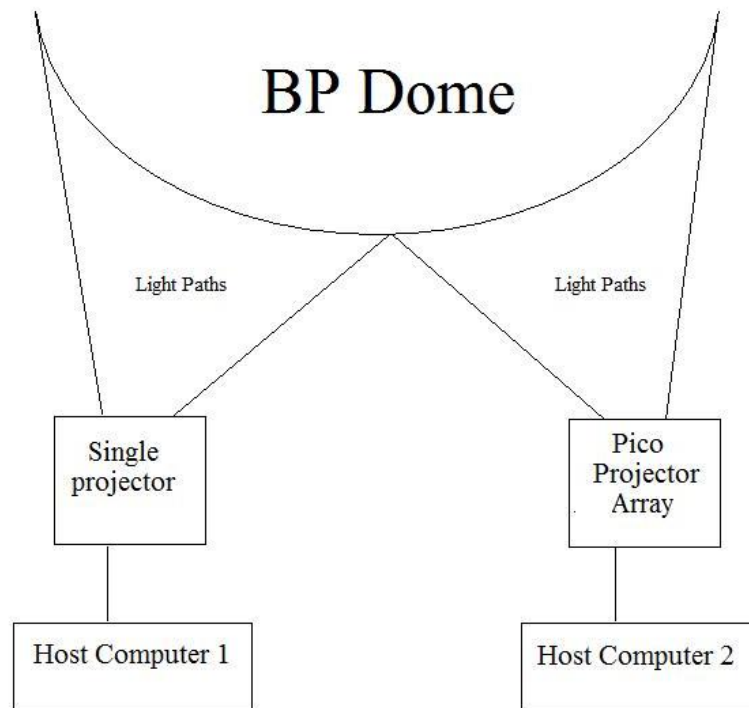 BP Dome
Light Paths
Light Paths
Single
projector
Pico
Projector
Array
Host Computer 1
Host Computer 2